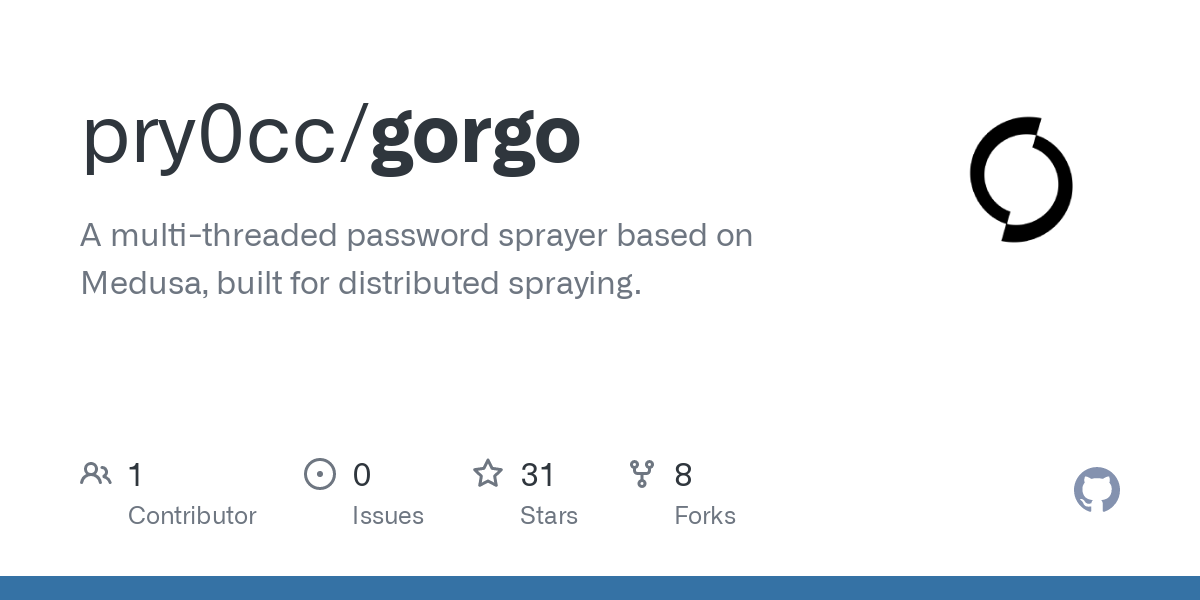 pry0cc/gorgo
A multi-threaded password sprayer based on
Medusa, built for distributed spraying.
1 0 31 8
Contributor Issues Stars Forks